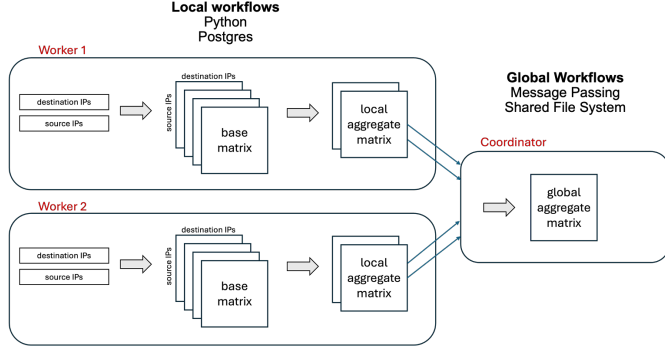 Local workflows
Python
Postgres
Worker 1
destination IPs
source IPs
destination IPs
source IPs
base
matrix
local
aggregate
matrix
Worker 2
destination IPs
source IPs
destination IPs
source IPs
base
matrix
local
aggregate
matrix
Global Workflows
Message Passing
Shared File System
Coordinator
global
aggregate
matrix